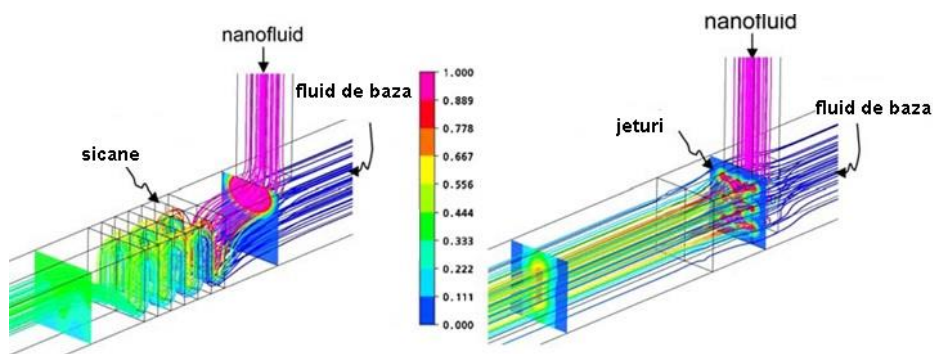 nanofluid
fluid de baza
sicane
1.000
0.889
0.778
0.667
0.556
0.444
0.333
0.222
0.111
0.000
nanofluid
fluid de baza
jeturi